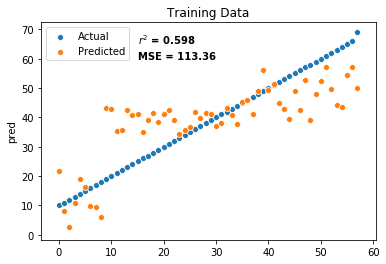 Training Data
Actual
Predicted
r² = 0.598
MSE = 113.36
pred
70
60
50
40
30
20
10
0
0 10 20 30 40 50 60